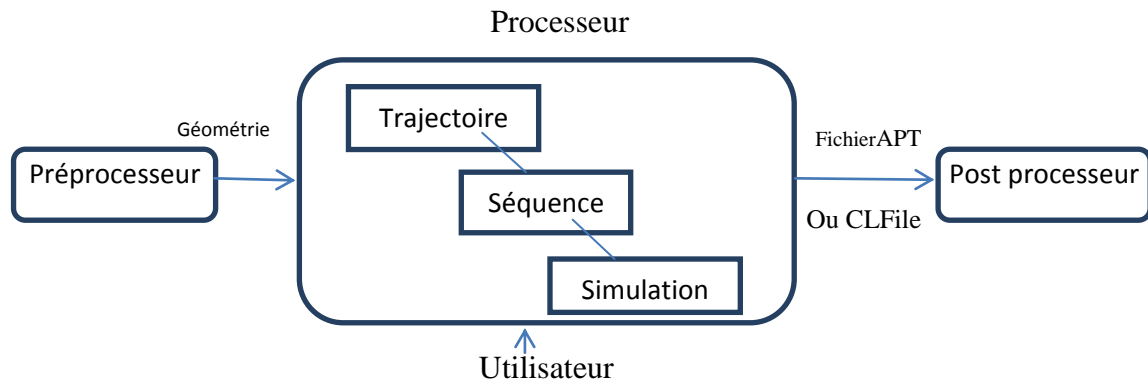 Processeur
Géométrie
Préprocesseur
Trajectoire
Séquence
Simulation
FichierAPT
Ou CLFile
Post processeur
Utilisateur